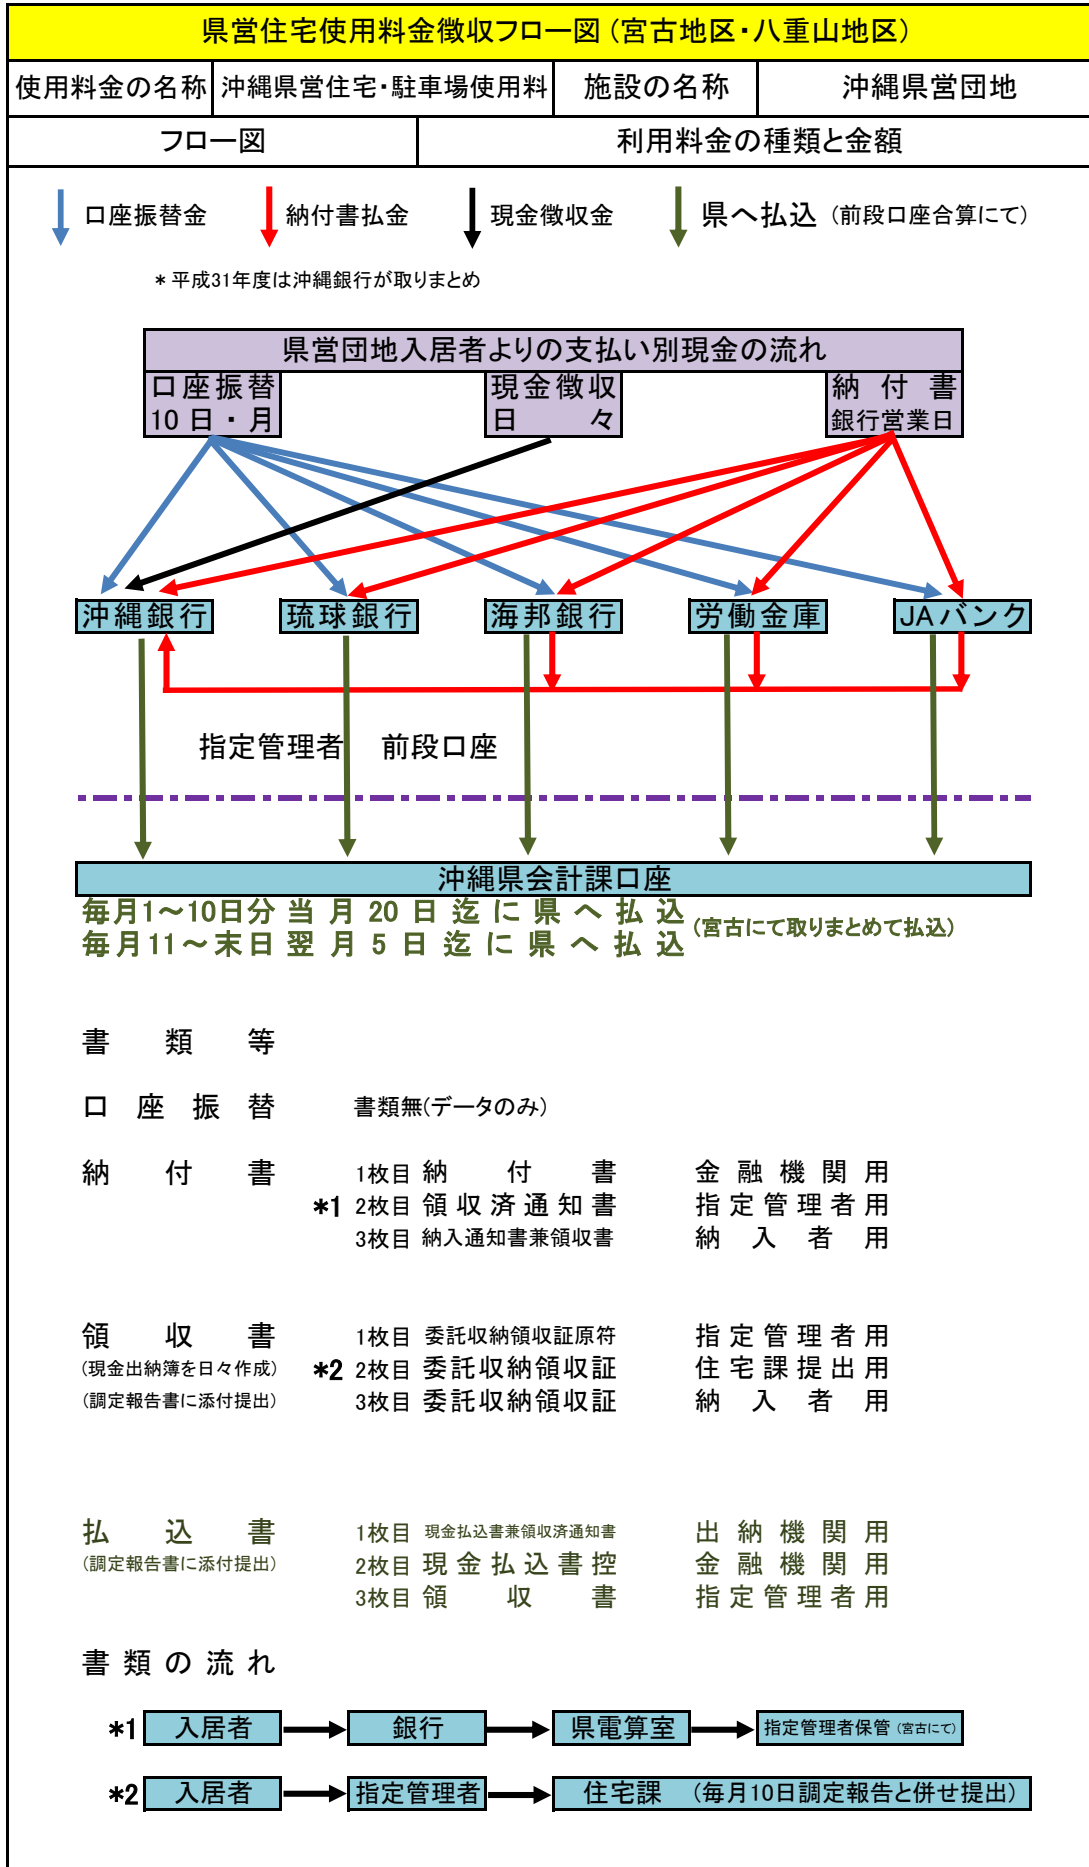 県営住宅使用料金徴収フロー図（宮古地区・八重山地区）
使用料金の名称 沖縄県営住宅・駐車場使用料 施設の名称 沖縄県営団地
フロー図 利用料金の種類と金額
口座振替金 納付書払金 現金徴収金 県へ払込（前段口座合算にて）
＊平成31年度は沖縄銀行が取りまとめ
県営団地入居者よりの支払い別現金の流れ
口座振替 現金徴収 納付書
10日・月 日々 銀行営業日
沖縄銀行 琉球銀行 海邦銀行 労働金庫 JAバンク
指定管理者 前段口座
沖縄県会計課口座
毎月1～10日分 当月20日迄に県へ払込
(宮古にて取りまとめて払込)
毎月11～末日 翌月5日迄に県へ払込
書類等
口座振替 書類無(データのみ)
納付書 1枚目 納付書 金融機関用
*1 2枚目 領収済通知書 指定管理者用
3枚目 納入通知書兼領収書 納入者用
領収書 1枚目 委託収納領収証原符 指定管理者用
(現金出納簿を日々作成) *2 2枚目 委託収納領収証 住宅課提出用
(調定報告書に添付提出) 3枚目 委託収納領収証 納入者用
払込書 1枚目 現金払込書兼領収済通知書 出納機関用
(調定報告書に添付提出) 2枚目 現金払込書控 金融機関用
3枚目 領収書 指定管理者用
書類の流れ
*1 入居者 銀行 県電算室 指定管理者保管（宮古にて）
*2 入居者 指定管理者 住宅課 （毎月10日調定報告と併せ提出）